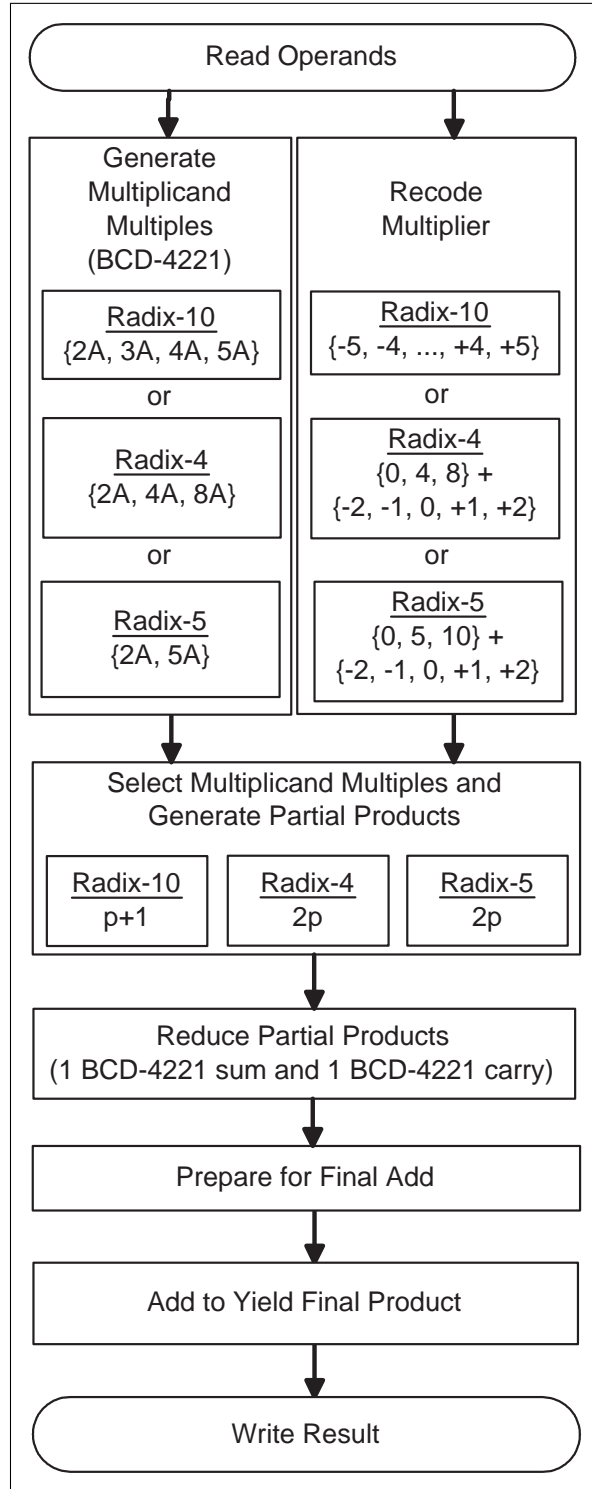 Read Operands
Generate
Multiplicand
Multiples
(BCD-4221)
Radix-10
{2A, 3A, 4A, 5A}
or
Radix-4
{2A, 4A, 8A}
or
Radix-5
{2A, 5A}
Recode
Multiplier
Radix-10
{-5, -4, ..., +4, +5}
or
Radix-4
{0, 4, 8} +
{-2, -1, 0, +1, +2}
or
Radix-5
{0, 5, 10} +
{-2, -1, 0, +1, +2}
Select Multiplicand Multiples and
Generate Partial Products
Radix-10
p+1
Radix-4
2p
Radix-5
2p
Reduce Partial Products
(1 BCD-4221 sum and 1 BCD-4221 carry)
Prepare for Final Add
Add to Yield Final Product
Write Result